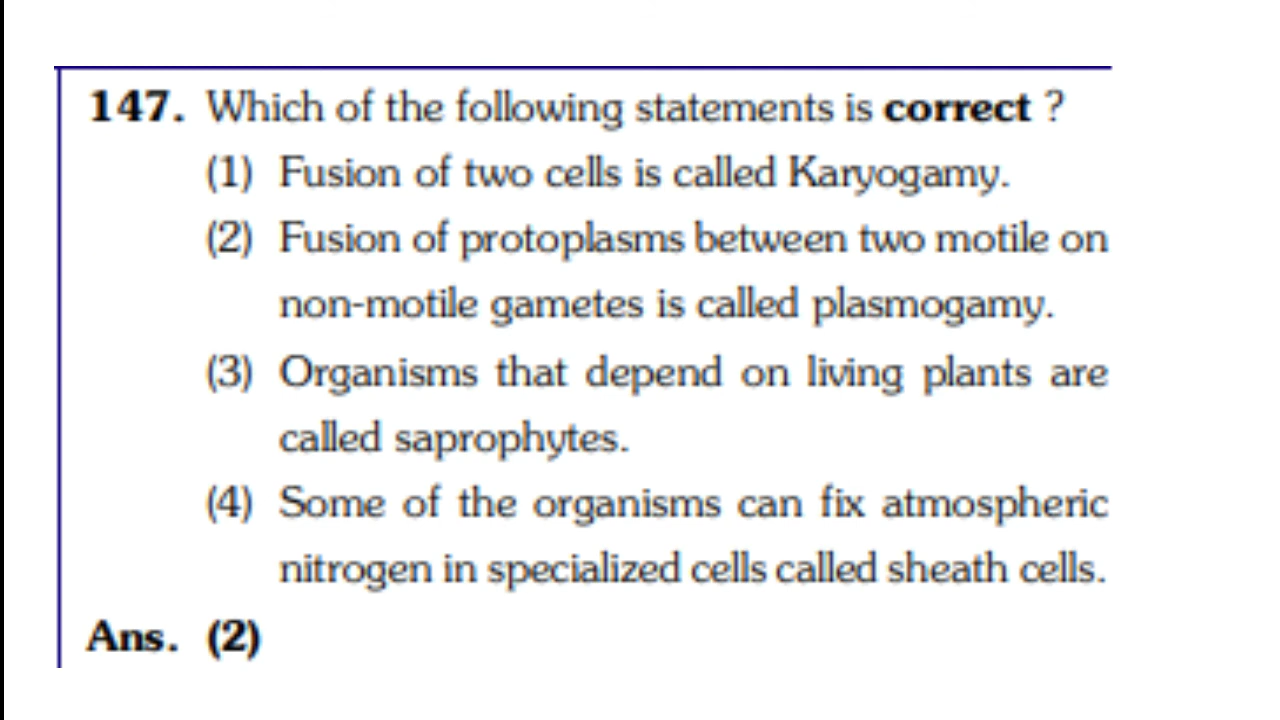 147. Which of the following statements is correct ?
(1) Fusion of two cells is called Karyogamy.
(2) Fusion of protoplasms between two motile on
non-motile gametes is called plasmogamy.
(3) Organisms that depend on living plants are
called saprophytes.
(4) Some of the organisms can fix atmospheric
nitrogen in specialized cells called sheath cells.
Ans. (2)